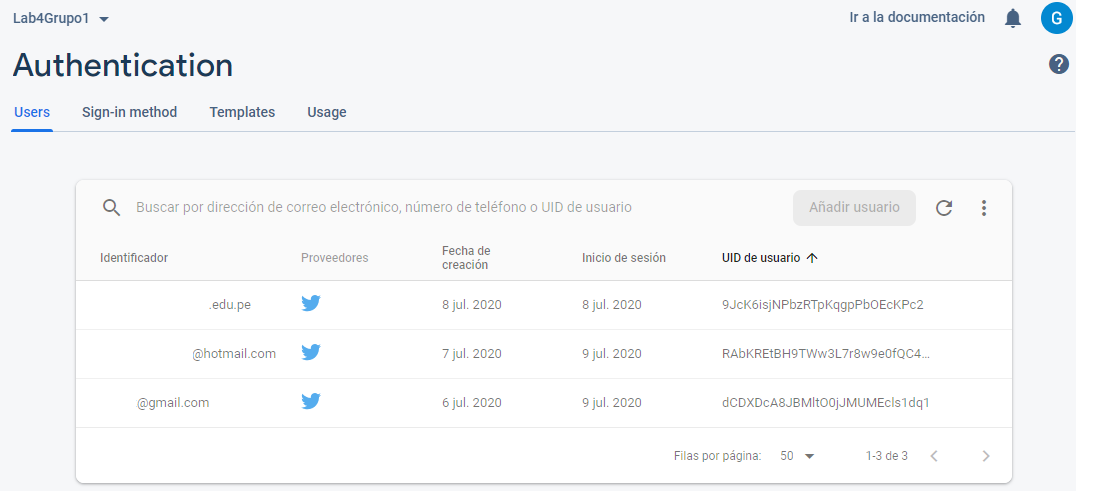 Lab4Grupo1
Ir a la documentación
G
Authentication
?
Users Sign-in method Templates Usage
Buscar por dirección de correo electrónico, número de teléfono o UID de usuario
Añadir usuario
Identificador Proveedores Fecha de creación Inicio de sesión UID de usuario
.edu.pe 8 jul. 2020 8 jul. 2020 9JcK6isjNPbzRTpKqgpPbOEcKPc2
@hotmail.com 7 jul. 2020 9 jul. 2020 RAbKREtBH9TWw3L7r8w9e0fQC4...
@gmail.com 6 jul. 2020 9 jul. 2020 dCDXDcA8JBMltO0jJMUMEcls1dq1
Filas por página: 50 1-3 de 3